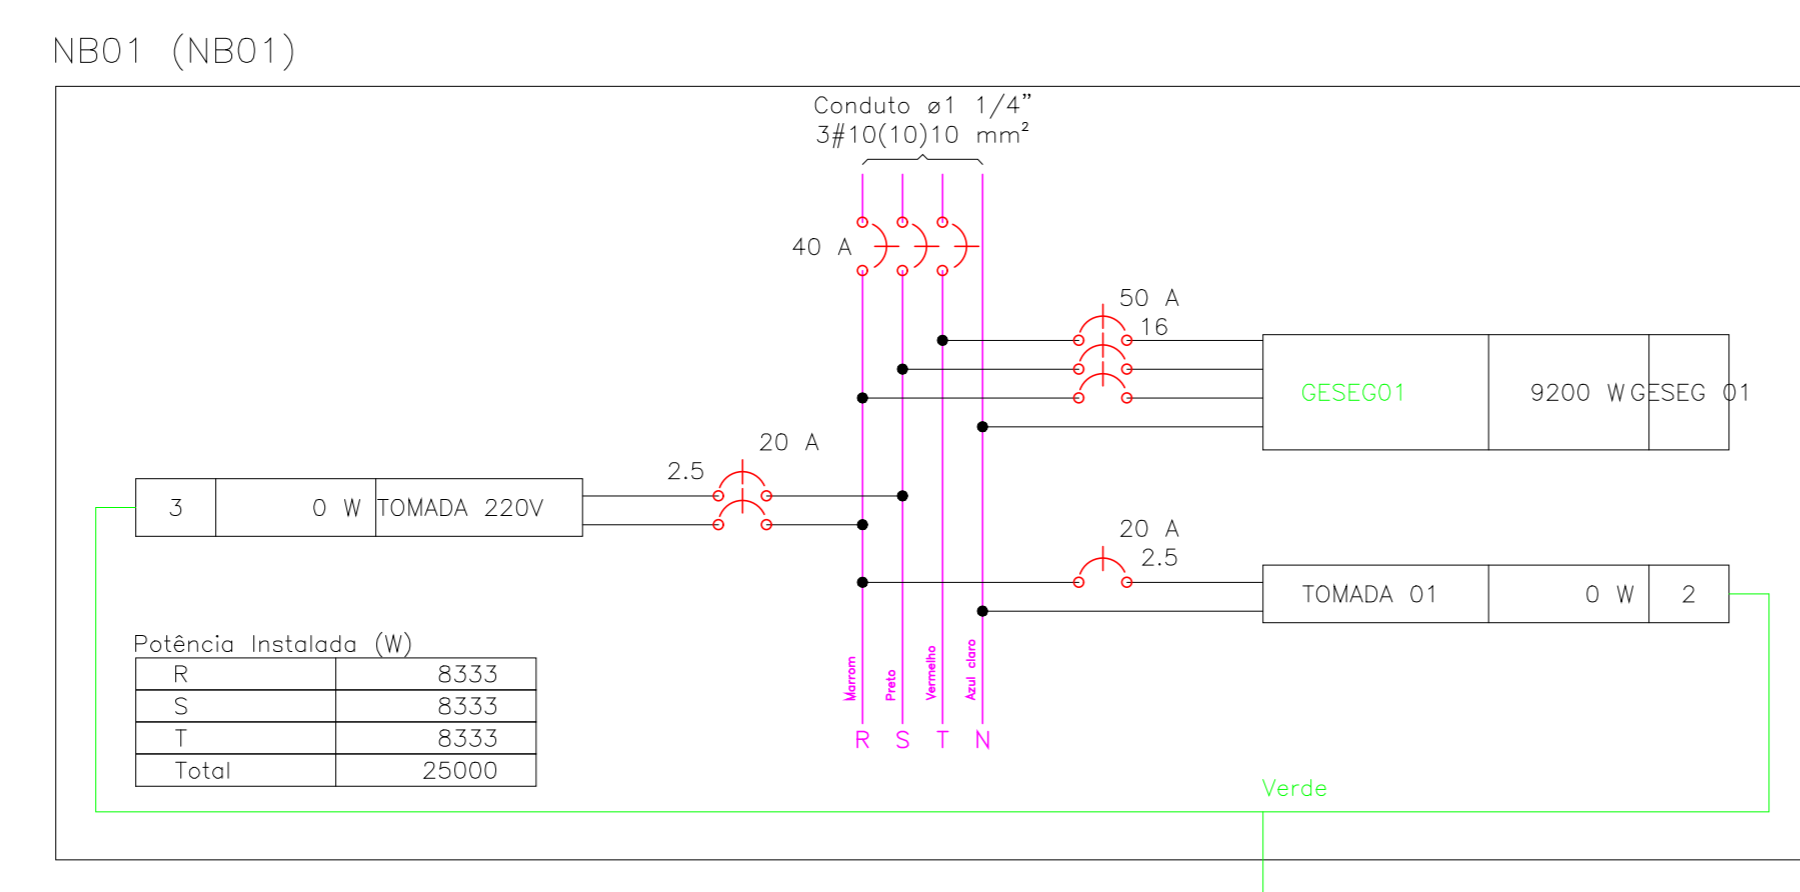 NB01 (NB01)
Conduto ø1 1/4”
3#10(10)10 mm²
40 A
50 A
16
GESEG01 9200 W GESEG 01
20 A
2.5
3 0 W TOMADA 220V
20 A
2.5
TOMADA 01 0 W 2
Potência Instalada (W)
R 8333
S 8333
T 8333
Total 25000
Marrom Preto Vermelho Azul claro
R S T N
Verde